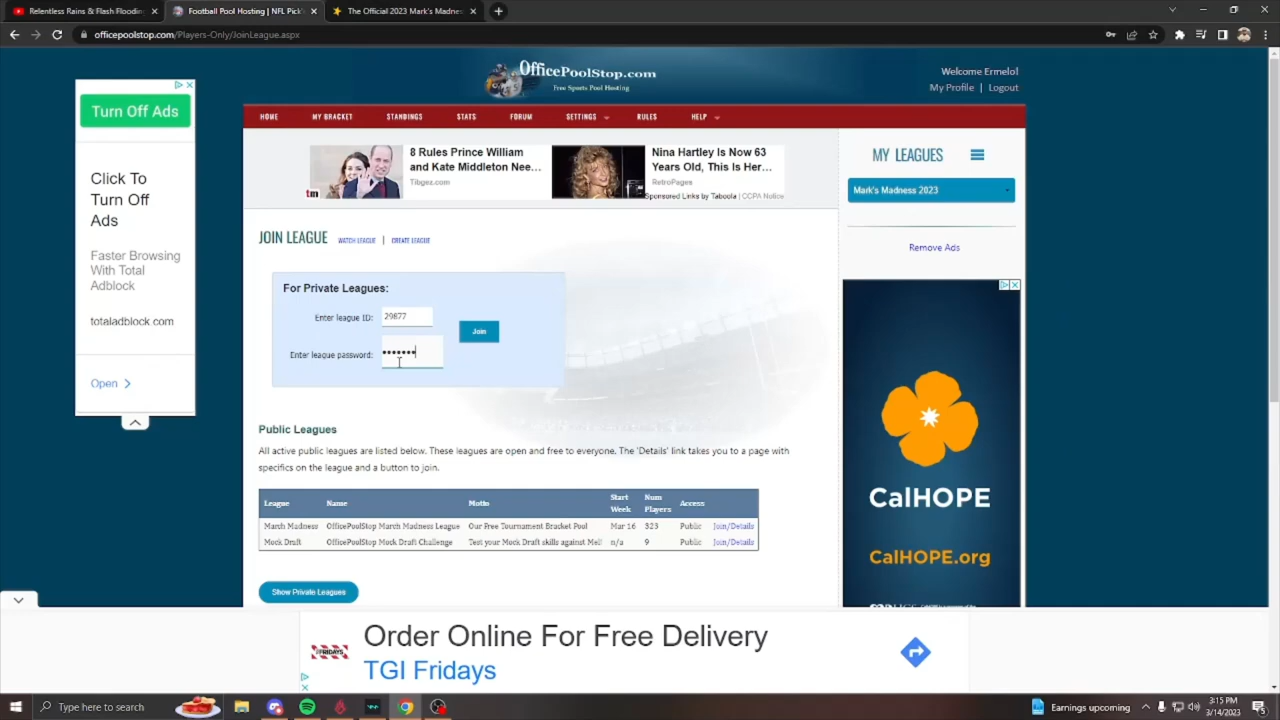 Relentless Rains & Flash Floodin
Football Pool Hosting | NFL Pick'
The Official 2023 Mark's Madnes
officepoolstop.com/Players-Only/JoinLeague.aspx
OfficePoolStop.com
Free Sports Pool Hosting
Welcome Ermelo!
My Profile | Logout
HOME
MY BRACKET
STANDINGS
STATS
FORUM
SETTINGS
RULES
HELP
Turn Off Ads
Click To
Turn Off
Ads
Faster Browsing
With Total
Adblock
totaladblock.com
Open
tm
8 Rules Prince William
and Kate Middleton Nee...
Tibgez.com
Nina Hartley Is Now 63
Years Old, This Is Her...
RetroPages
Sponsored Links by Taboola | CCPA Notice
MY LEAGUES
Mark's Madness 2023
Remove Ads
JOIN LEAGUE WATCH LEAGUE | CREATE LEAGUE
For Private Leagues:
Enter league ID: 29877
Join
Enter league password: •••••••
Public Leagues
All active public leagues are listed below. These leagues are open and free to everyone. The 'Details' link takes you to a page with
specifics on the league and a button to join.
League Name Motto Start Week Num Players Access
March Madness OfficePoolStop March Madness League Our Free Tournament Bracket Pool Mar 16 323 Public Join/Details
Mock Draft OfficePoolStop Mock Draft Challenge Test your Mock Draft skills against Mel! n/a 9 Public Join/Details
Show Private Leagues
CalHOPE
CalHOPE.org
FRIDAYS
Order Online For Free Delivery
TGI Fridays
Type here to search
Earnings upcoming
3:15 PM
3/14/2023